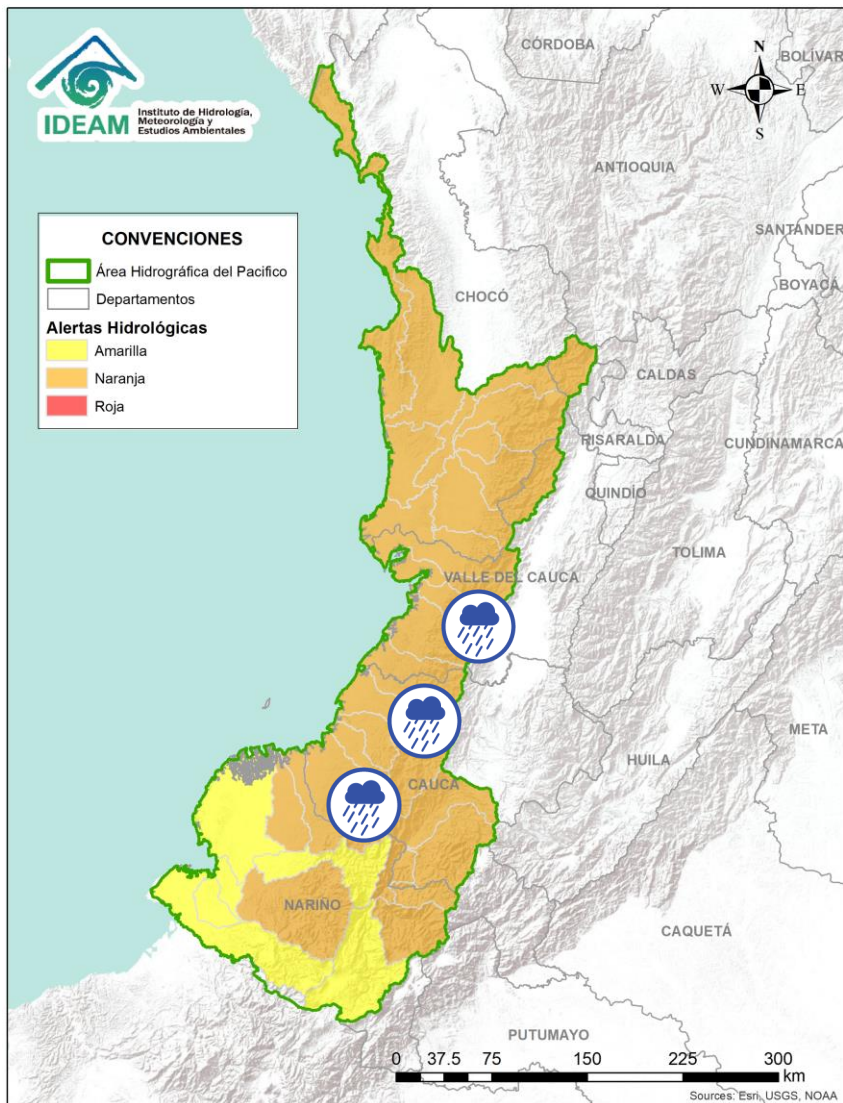 IDEAM
Instituto de Hidrología,
Meteorología y
Estudios Ambientales
CÓRDOBA
BOLÍVAR
N
W
E
S
ANTIOQUIA
SANTANDER
BOYACÁ
CONVENCIONES
Área Hidrográfica del Pacifico
Departamentos
Alertas Hidrológicas
Amarilla
Naranja
Roja
CHOCÓ
CALDAS
RISARALDA
CUNDINAMARCA
QUINDÍO
TOLIMA
VALLE DEL CAUCA
META
HUILA
CAUCA
NARIÑO
CAQUETÁ
PUTUMAYO
0 37.5 75 150 225 300
km
Sources: Esri, USGS, NOAA